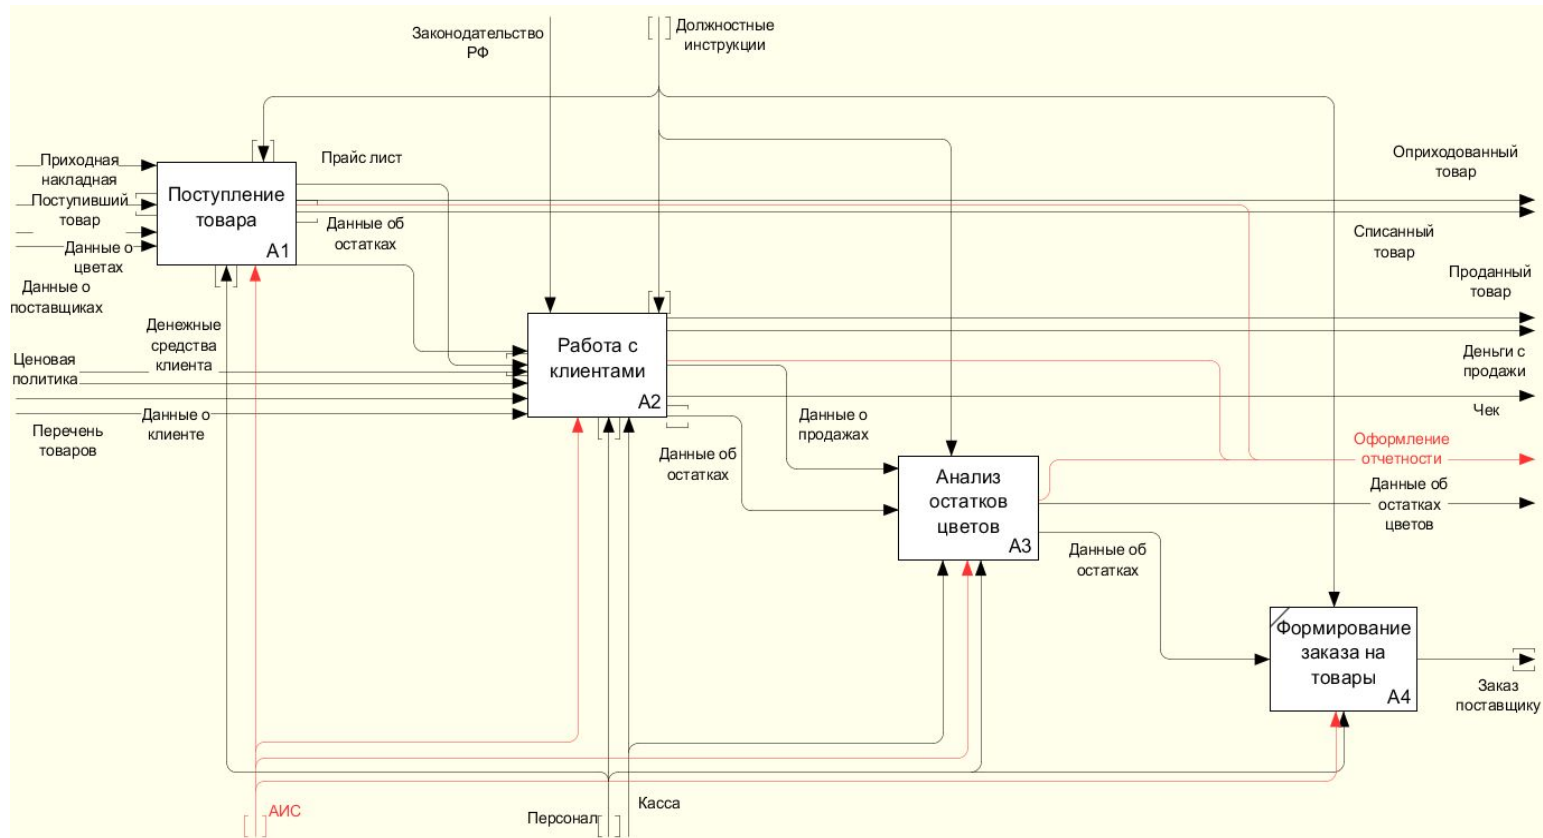 Законодательство
РФ
Должностные
инструкции
Приходная
накладная
Поступивший
товар
Данные о
цветах
Данные о
поставщиках
Поступление
товара
A1
Прайс лист
Данные об
остатках
Оприходованный
товар
Списанный
товар
Проданный
товар
Деньги с
продажи
Чек
Денежные
средства
клиента
Ценовая
политика
Данные о
клиенте
Перечень
товаров
Работа с
клиентами
A2
Данные о
продажах
Данные об
остатках
Оформление
отчетности
Данные об
остатках
цветов
Анализ
остатков
цветов
A3
Данные об
остатках
Формирование
заказа на
товары
A4
Заказ
поставщику
АИС
Персонал
Касса